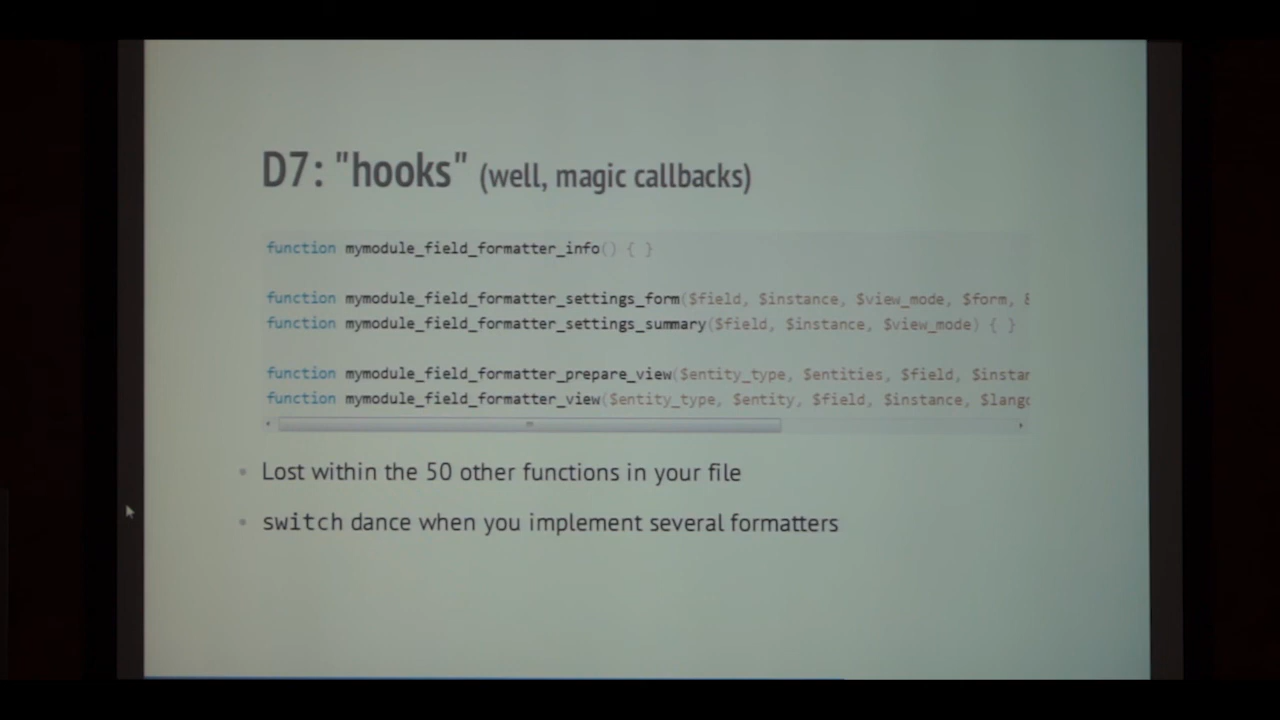 D7: "hooks" (well, magic callbacks)
function mymodule_field_formatter_info() { }
function mymodule_field_formatter_settings_form($field, $instance, $view_mode, $form, &
function mymodule_field_formatter_settings_summary($field, $instance, $view_mode) { }
function mymodule_field_formatter_prepare_view($entity_type, $entities, $field, $instan
function mymodule_field_formatter_view($entity_type, $entity, $field, $instance, $langc
• Lost within the 50 other functions in your file
• switch dance when you implement several formatters